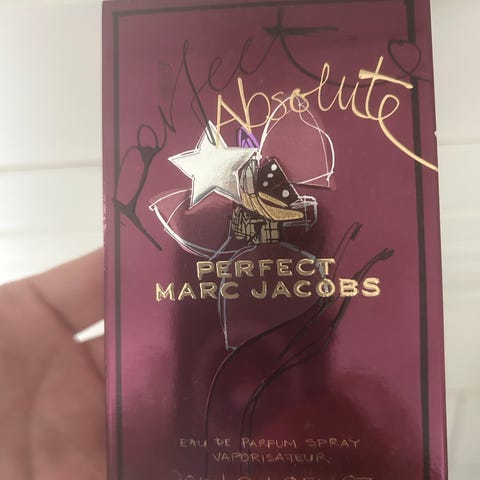 Perfect
Absolute
PERFECT
MARC JACOBS
EAU DE PARFUM SPRAY
VAPORISATEUR